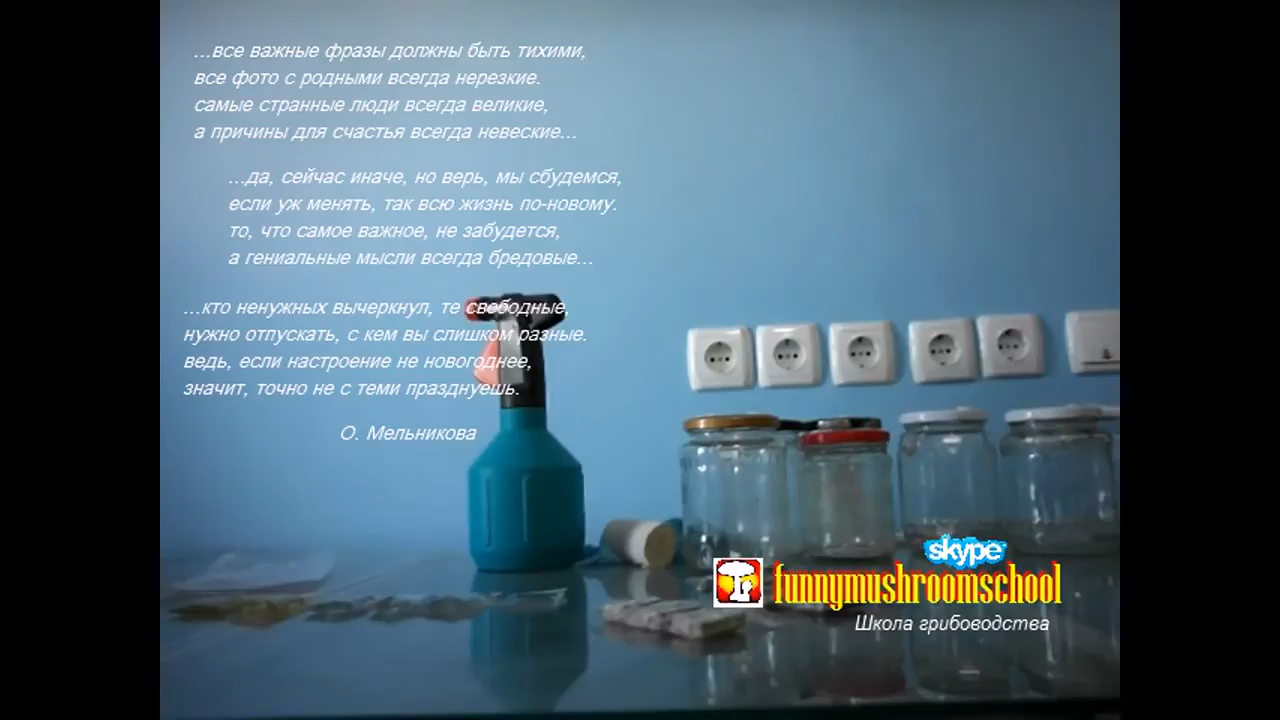 ...все важные фразы должны быть тихими,
все фото с родными всегда нерезкие.
самые странные люди всегда великие,
а причины для счастья всегда невеские...
...да, сейчас иначе, но верь, мы сбудемся,
если уж менять, так всю жизнь по-новому.
то, что самое важное, не забудется,
а гениальные мысли всегда бредовые...
...кто ненужных вычеркнул, те свободные,
нужно отпускать, с кем вы слишком разные.
ведь, если настроение не новогоднее,
значит, точно не с теми празднуешь.
О. Мельникова
skype
funnymushroomschool
Школа грибоводства